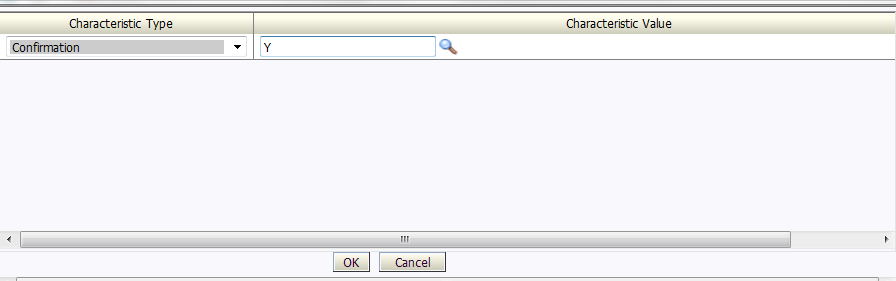 Characteristic Type Characteristic Value
Confirmation Y
OK Cancel